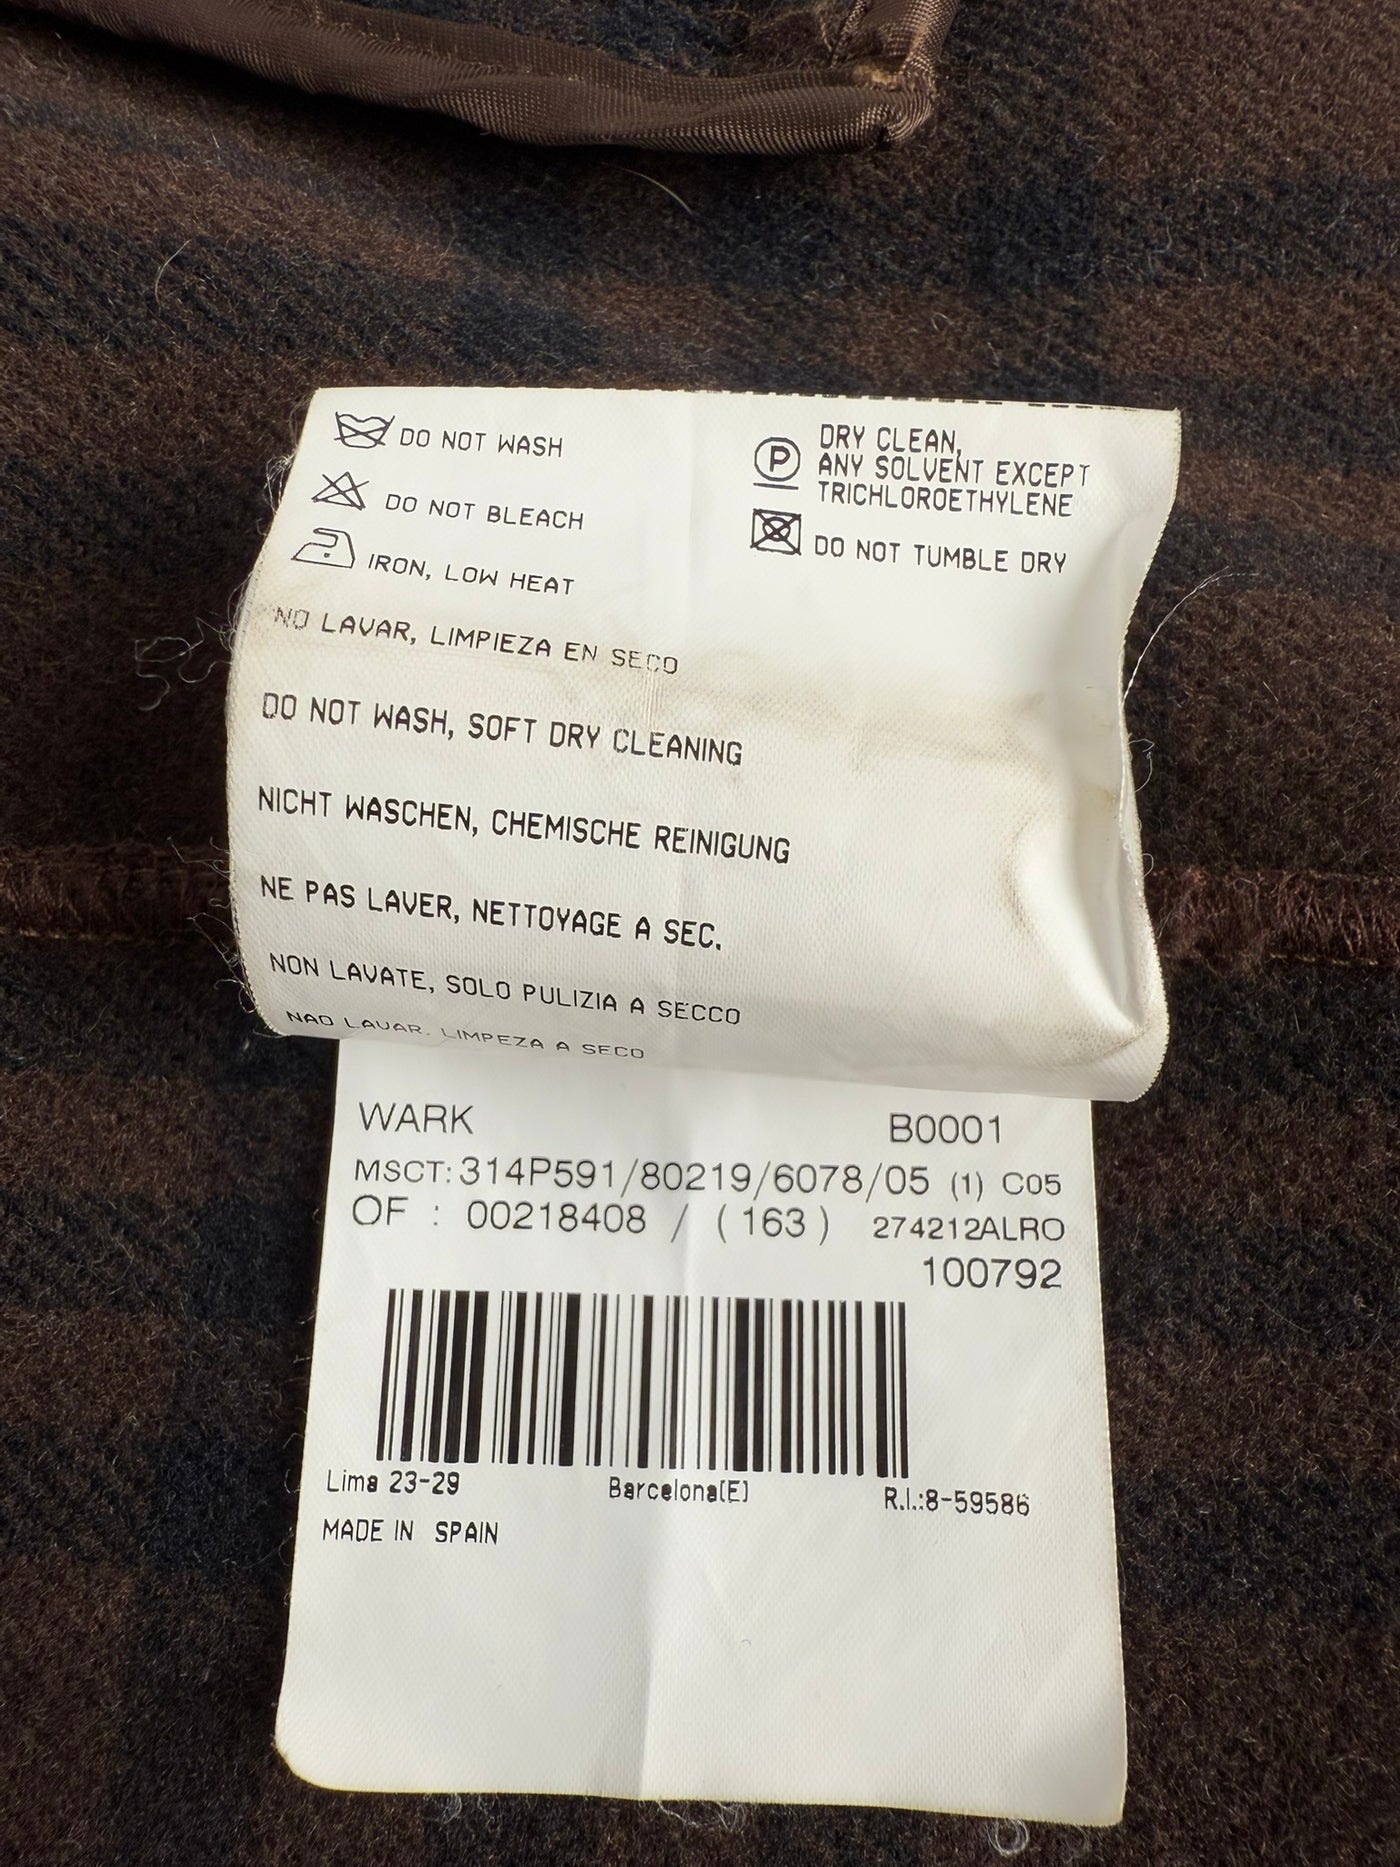 DO NOT WASH
DO NOT BLEACH
IRON, LOW HEAT
P
DRY CLEAN,
ANY SOLVENT EXCEPT
TRICHLOROETHYLENE
DO NOT TUMBLE DRY
NO LAVAR, LIMPIEZA EN SECO
DO NOT WASH, SOFT DRY CLEANING
NICHT WASCHEN, CHEMISCHE REINIGUNG
NE PAS LAVER, NETTOYAGE A SEC.
NON LAVATE, SOLO PULIZIA A SECCO
NAO LAVAR. LIMPEZA A SECO
WARK B0001
MSCT: 314P591/80219/6078/05 (1) C05
OF : 00218408 / (163) 274212ALRO
100792
Lima 23-29 Barcelona(E) R.I.:8-59586
MADE IN SPAIN